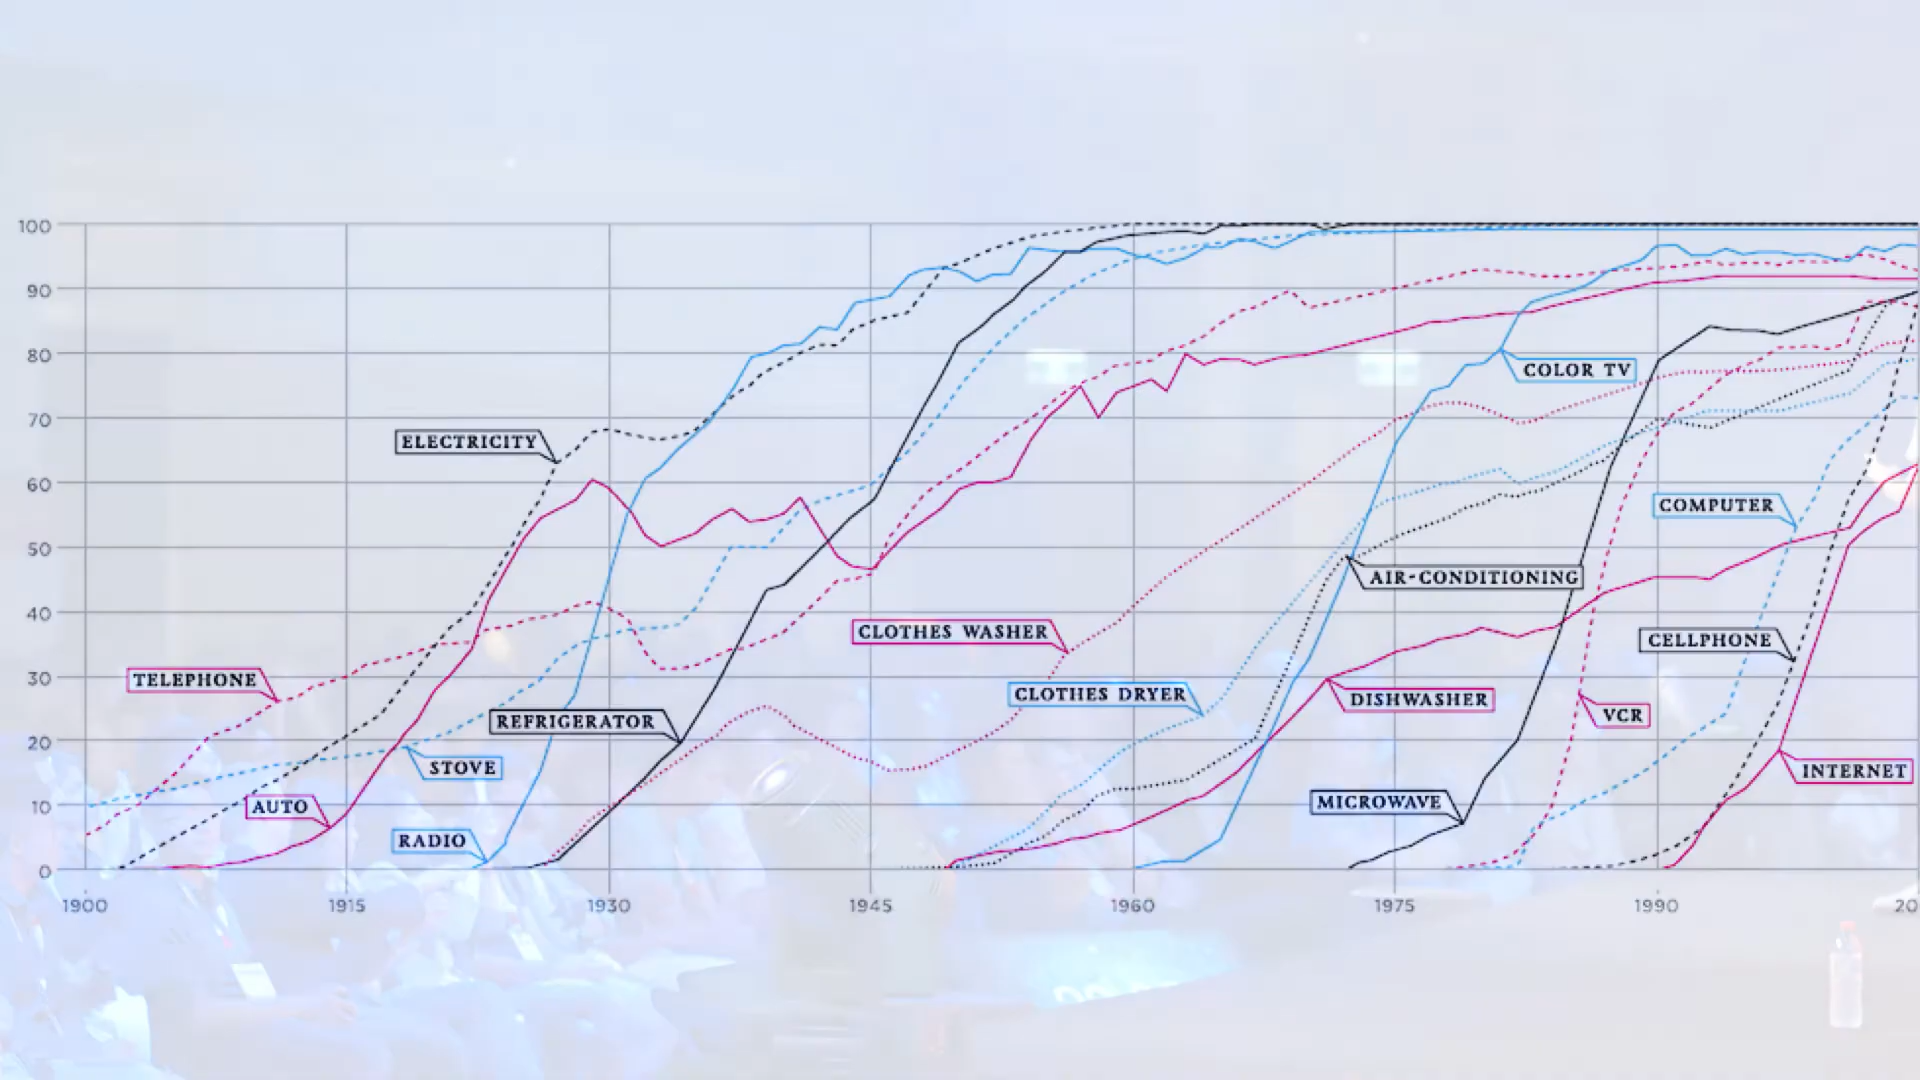 100
90
80
70
60
50
40
30
20
10
0
ELECTRICITY
COLOR TV
COMPUTER
AIR-CONDITIONING
CLOTHES WASHER
CELLPHONE
TELEPHONE
CLOTHES DRYER
DISHWASHER
REFRIGERATOR
VCR
STOVE
INTERNET
AUTO
MICROWAVE
RADIO
1900
1915
1930
1945
1960
1975
1990
20